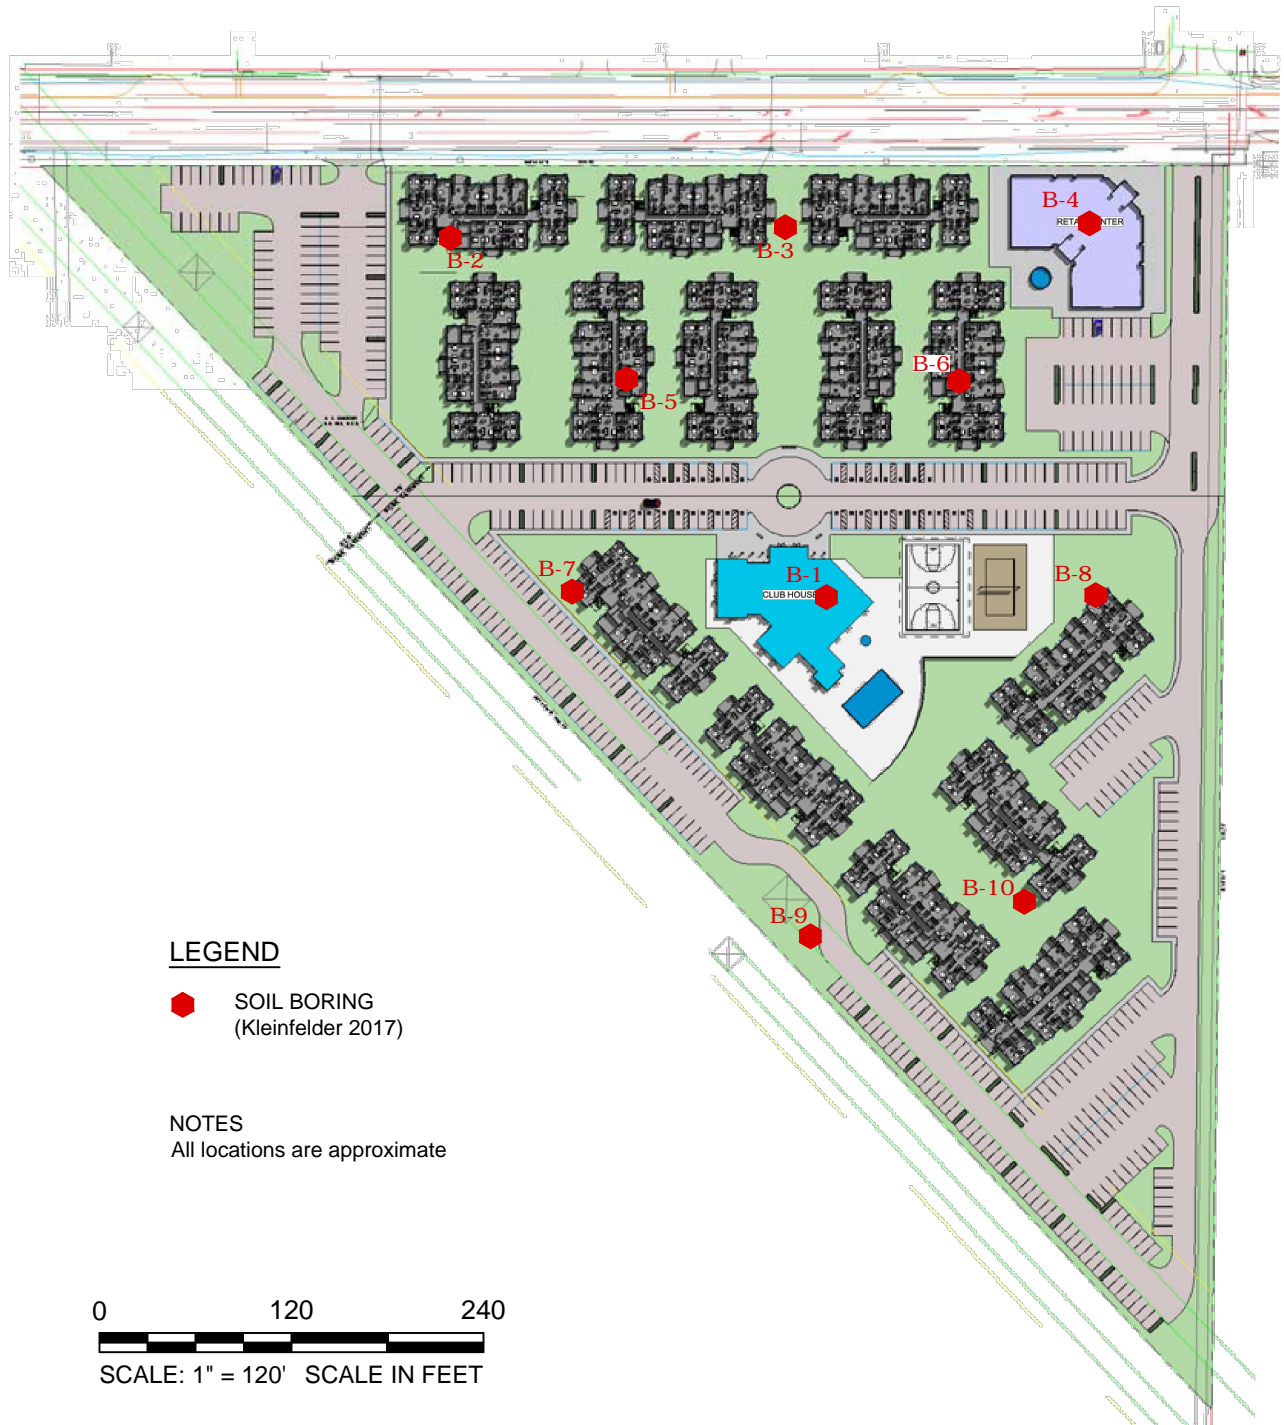 B-4
B-2
B-3
B-6
B-5
B-7
B-1
CLUB HOUSE
B-8
B-10
B-9
LEGEND
SOIL BORING
(Kleinfelder 2017)
NOTES
All locations are approximate
0 120 240
SCALE: 1" = 120' SCALE IN FEET